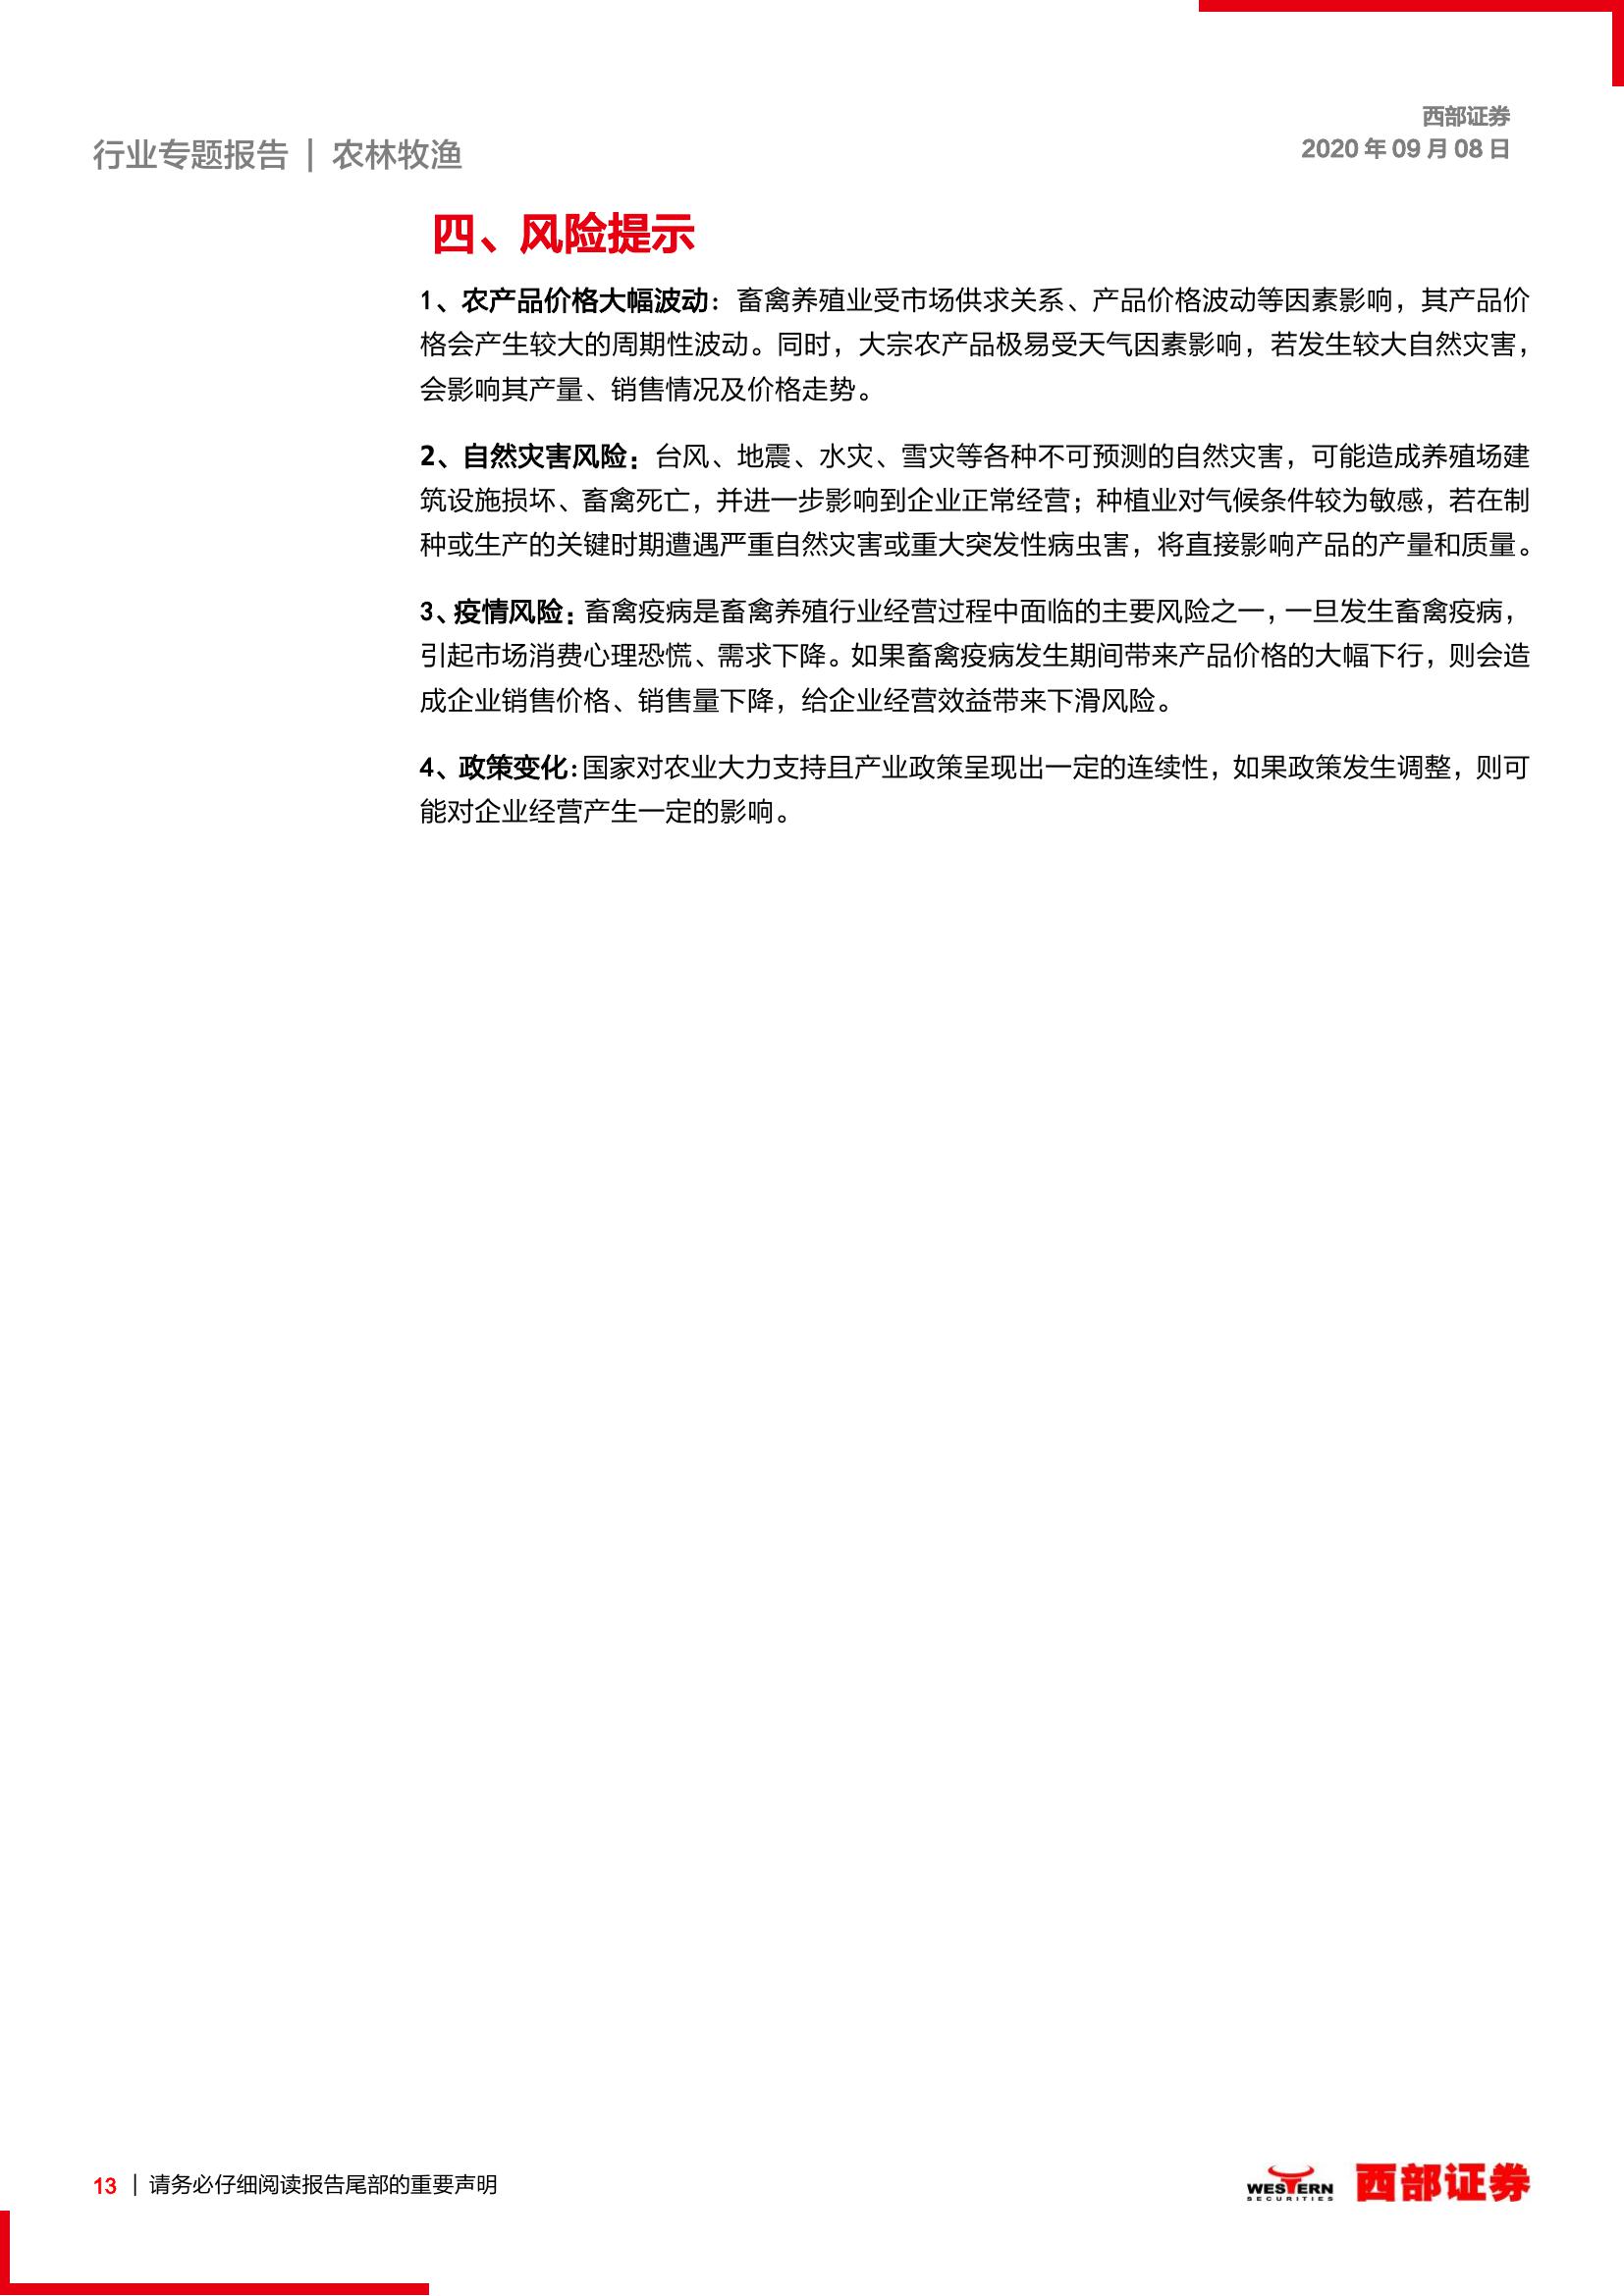 西部证券
行业专题报告 | 农林牧渔
2020 年 09 月 08 日
四、风险提示
1、农产品价格大幅波动：畜禽养殖业受市场供求关系、产品价格波动等因素影响，其产品价
格会产生较大的周期性波动。同时，大宗农产品极易受天气因素影响，若发生较大自然灾害，
会影响其产量、销售情况及价格走势。
2、自然灾害风险：台风、地震、水灾、雪灾等各种不可预测的自然灾害，可能造成养殖场建
筑设施损坏、畜禽死亡，并进一步影响到企业正常经营；种植业对气候条件较为敏感，若在制
种或生产的关键时期遭遇严重自然灾害或重大突发性病虫害，将直接影响产品的产量和质量。
3、疫情风险：畜禽疫病是畜禽养殖行业经营过程中面临的主要风险之一，一旦发生畜禽疫病，
引起市场消费心理恐慌、需求下降。如果畜禽疫病发生期间带来产品价格的大幅下行，则会造
成企业销售价格、销售量下降，给企业经营效益带来下滑风险。
4、政策变化：国家对农业大力支持且产业政策呈现出一定的连续性，如果政策发生调整，则可
能对企业经营产生一定的影响。
13 | 请务必仔细阅读报告尾部的重要声明
WESTERN
SECURITIES
西部证券